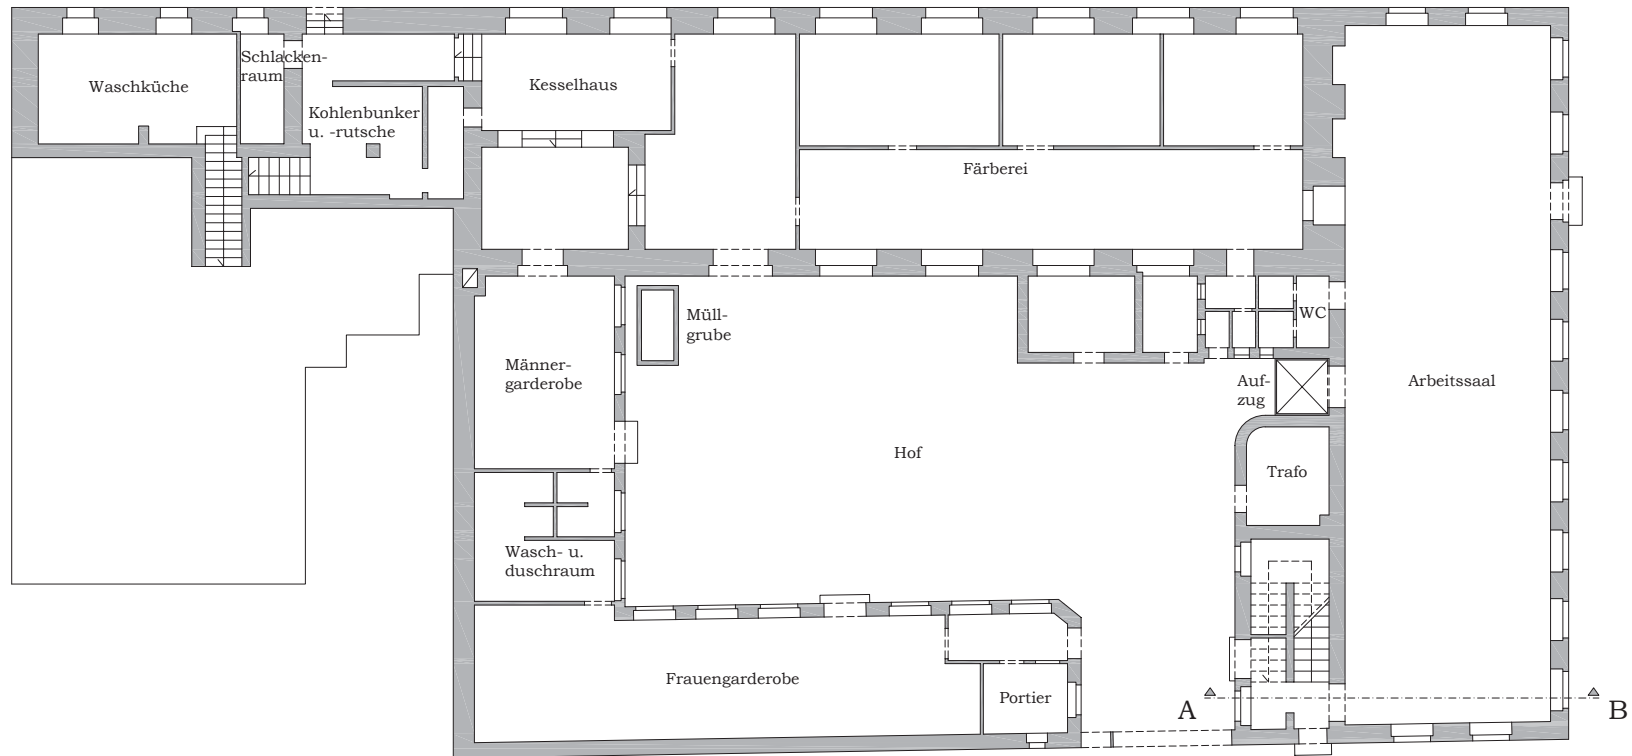 Waschküche
Schlacken-
raum
Kohlenbunker
u. -rutsche
Kesselhaus
Färberei
Müll-
grube
WC
Männer-
garderobe
Auf-
zug
Arbeitssaal
Hof
Trafo
Wasch- u.
duschraum
Frauengarderobe
Portier
A
B